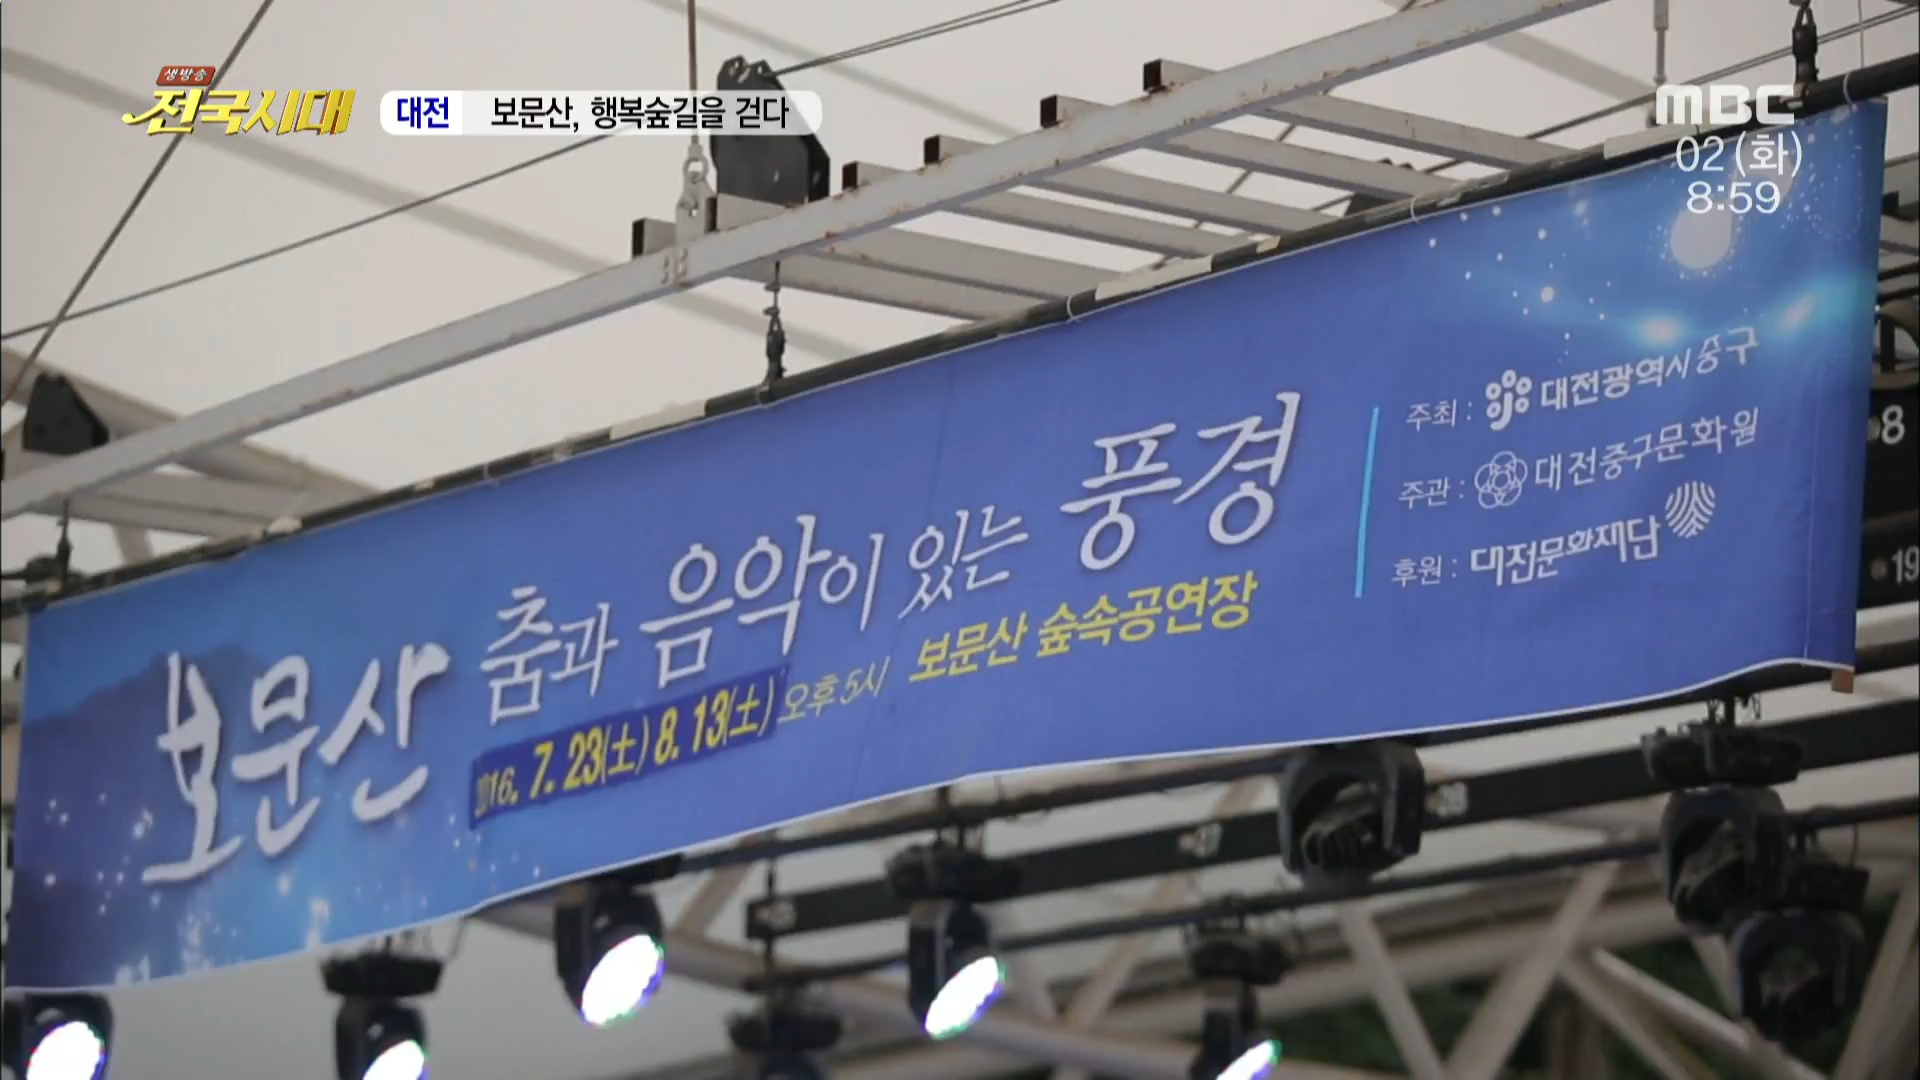 생방송
전국시대
대전 보문산, 행복숲길을 걷다
MBC
02(화)
8:59
보문산 춤과 음악이 있는 풍경
7. 23(土) 8. 13(土) 오후 5시 보문산 숲속공연장
주최 : 대전광역시중구
주관 : 대전중구문화원
후원 : 대전문화재단
8
19